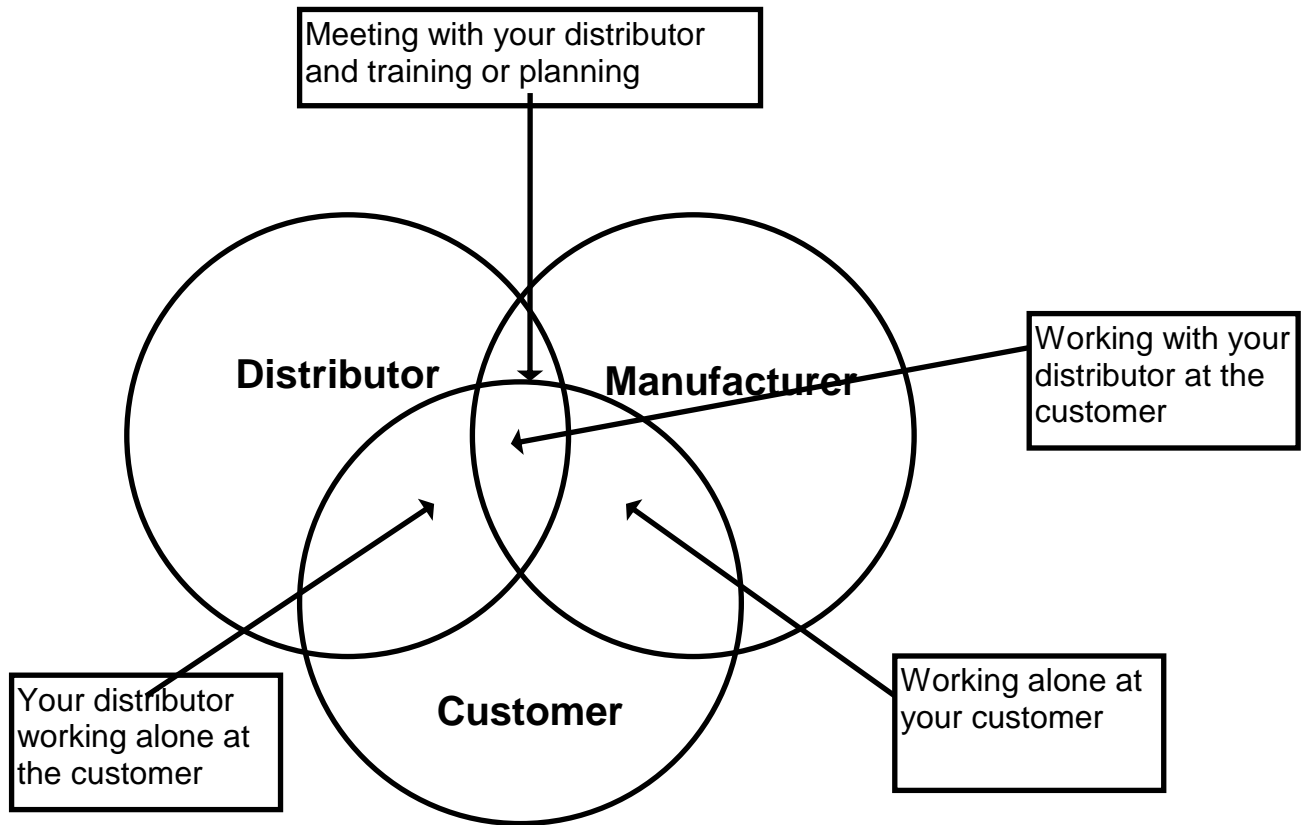 Meeting with your distributor
and training or planning
Distributor
Manufacturer
Working with your
distributor at the
customer
Your distributor
working alone at
the customer
Customer
Working alone at
your customer